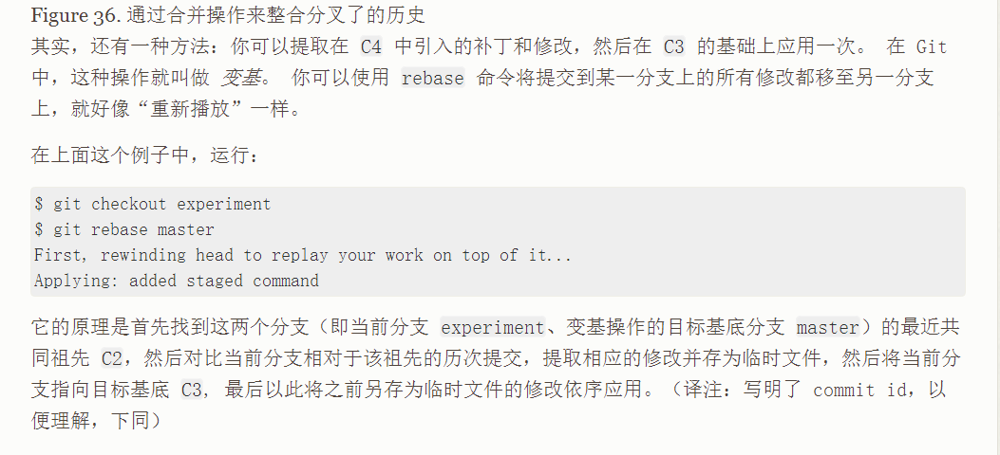 Figure 36. 通过合并操作来整合分叉了的历史
其实，还有一种方法：你可以提取在 C4 中引入的补丁和修改，然后在 C3 的基础上应用一次。 在 Git
中，这种操作就叫做 变基。 你可以使用 rebase 命令将提交到某一分支上的所有修改都移至另一分支
上，就好像“重新播放”一样。
在上面这个例子中，运行：
$ git checkout experiment
$ git rebase master
First, rewinding head to replay your work on top of it...
Applying: added staged command
它的原理是首先找到这两个分支（即当前分支 experiment、变基操作的目标基底分支 master）的最近共
同祖先 C2，然后对比当前分支相对于该祖先的历次提交，提取相应的修改并存为临时文件，然后将当前分
支指向目标基底 C3, 最后以此将之前另存为临时文件的修改依序应用。（译注：写明了 commit id，以
便理解，下同）